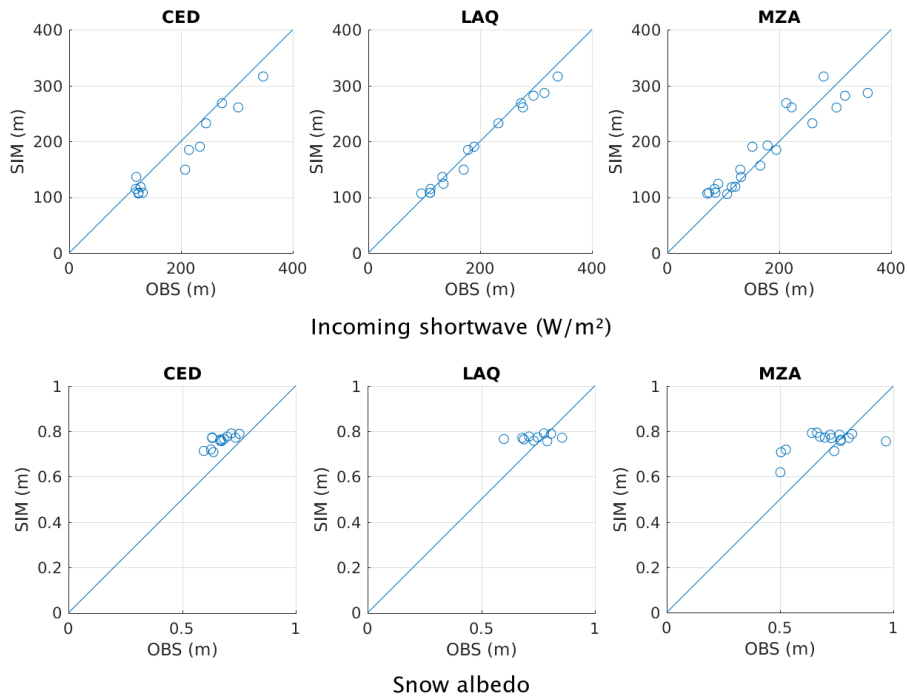 CED LAQ MZA
400 400 400
300 300 300
200 200 200
100 100 100
0 0 0
SIM (m) SIM (m) SIM (m)
0 200 400 0 200 400 0 200 400
OBS (m) OBS (m) OBS (m)
Incoming shortwave (W/m²)
CED LAQ MZA
1 1 1
0.8 0.8 0.8
0.6 0.6 0.6
0.4 0.4 0.4
0.2 0.2 0.2
0 0 0
SIM (m) SIM (m) SIM (m)
0 0.5 1 0 0.5 1 0 0.5 1
OBS (m) OBS (m) OBS (m)
Snow albedo